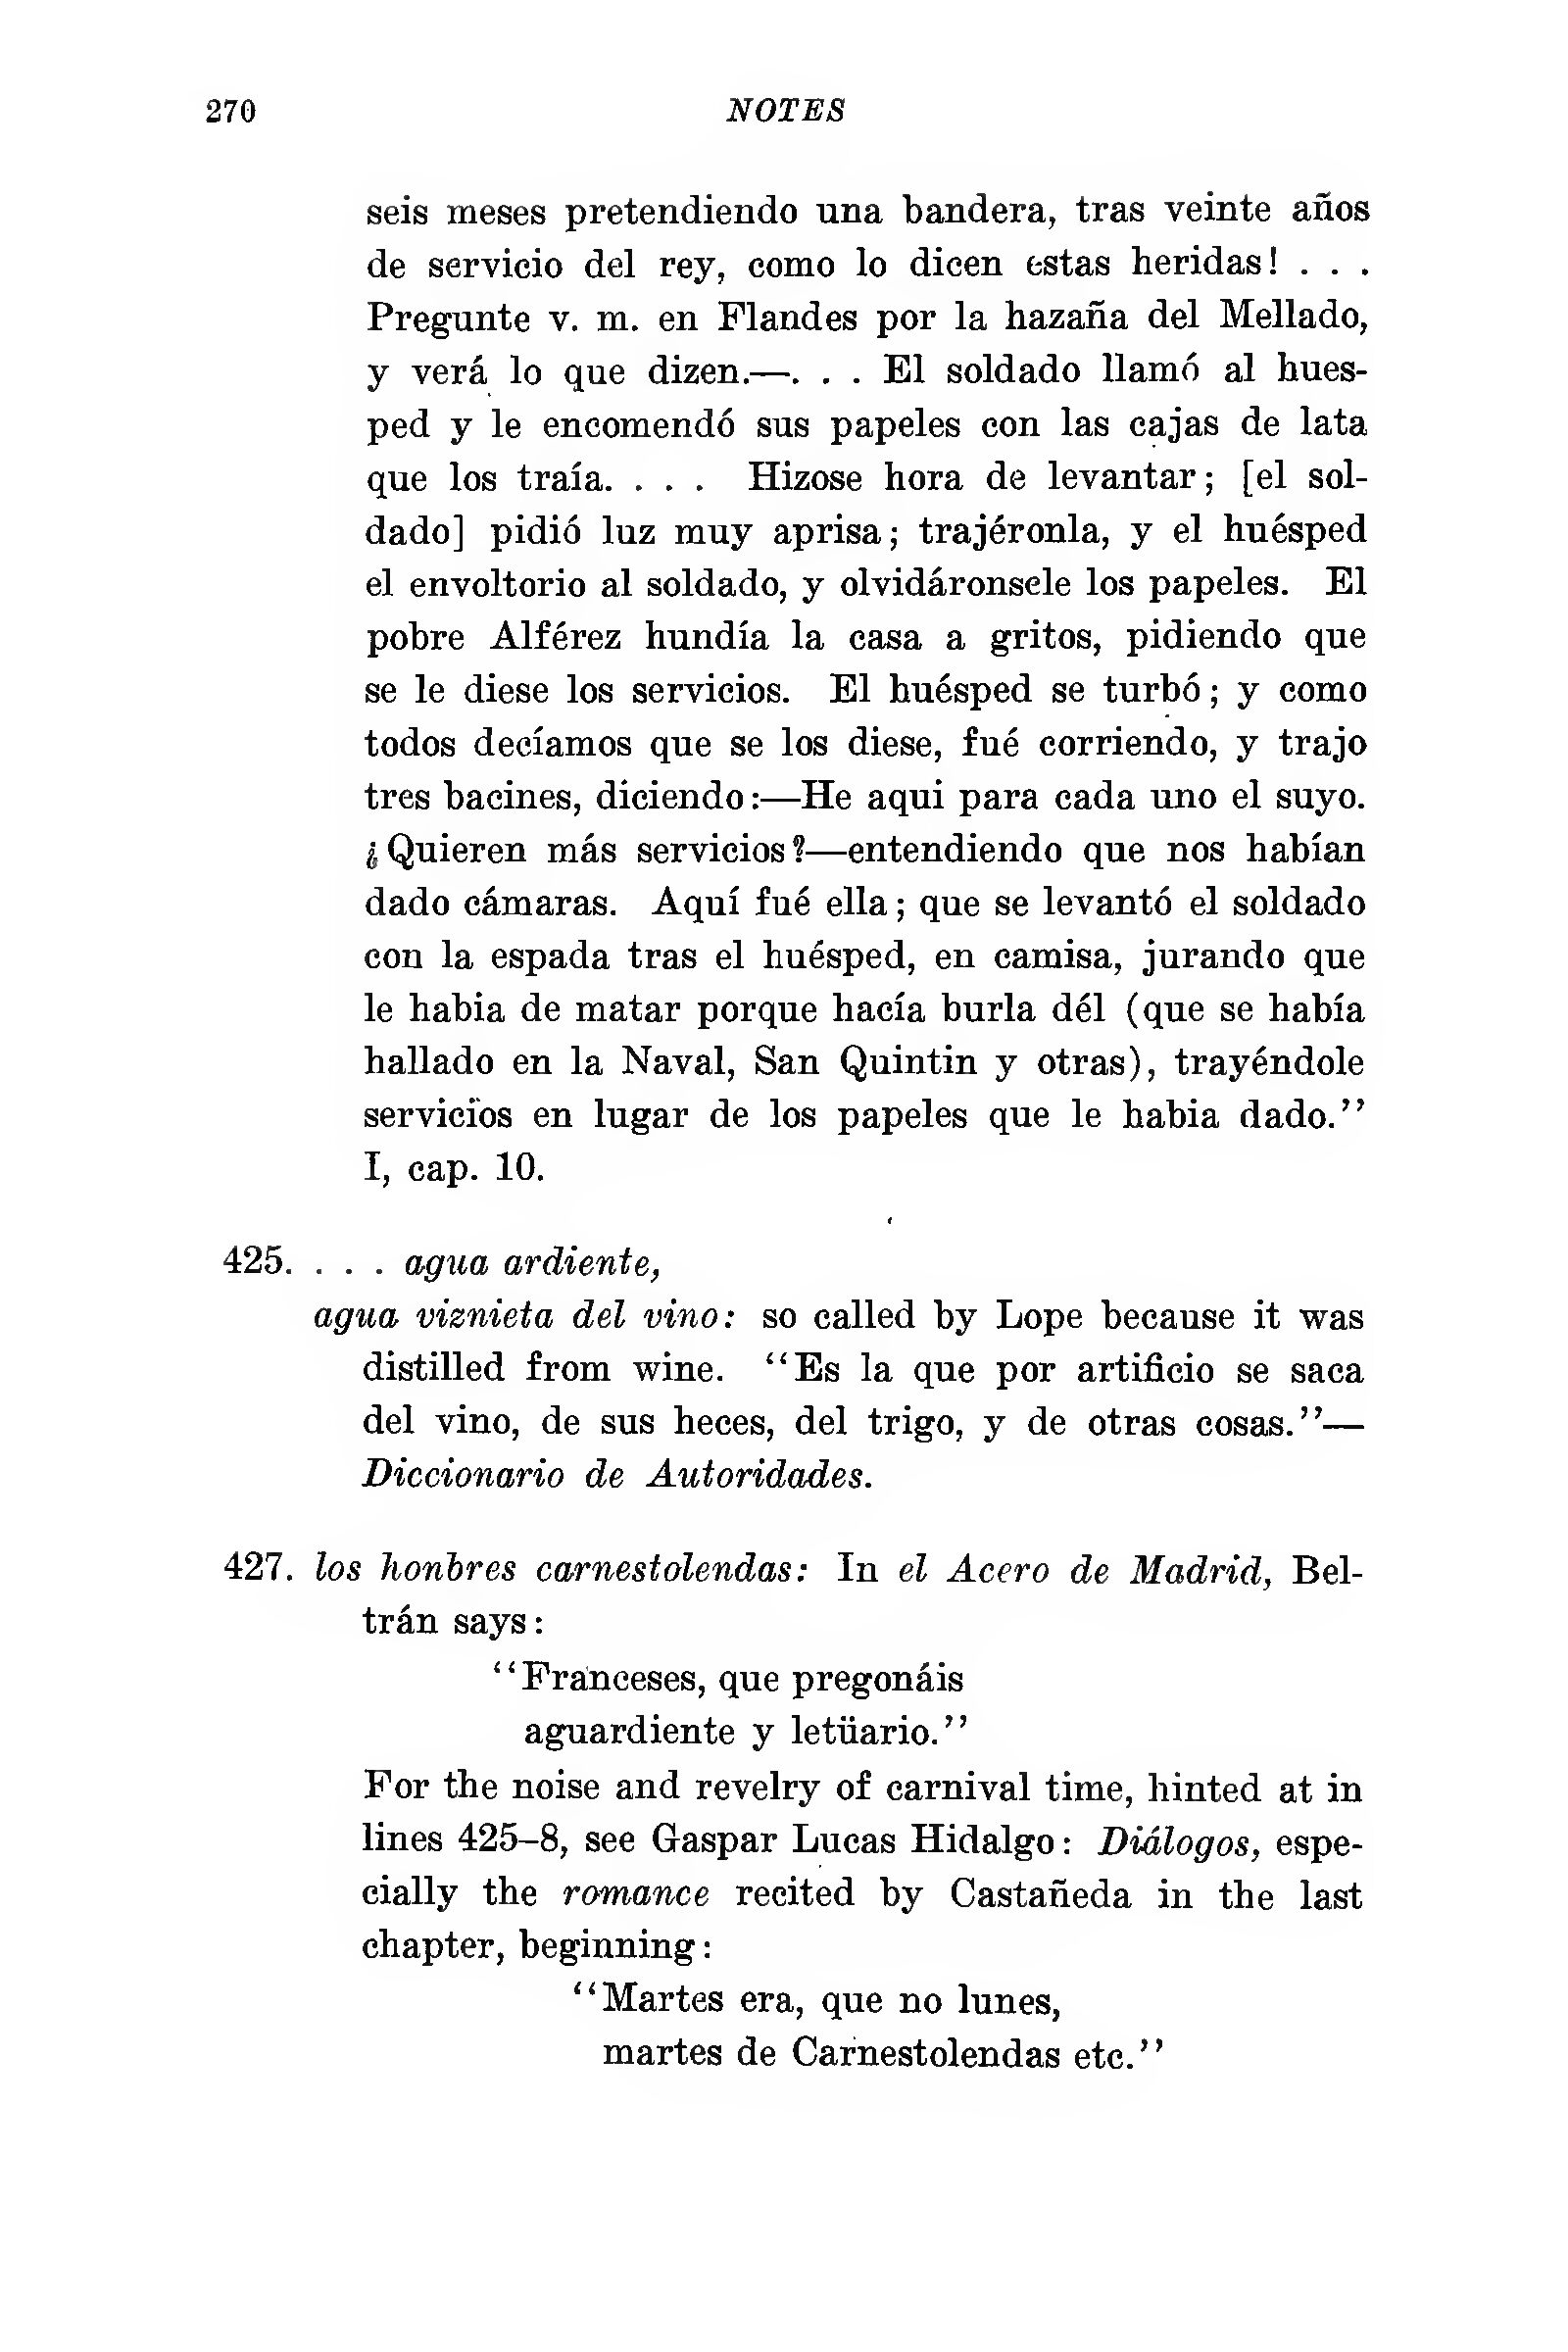 270 NOTES
seis meses pretendiendo una bandera, tras veinte años
de servicio del rey, como lo dicen estas heridas! . . .
Pregunte v. m. en Flandes por la hazaña del Mellado,
y verá lo que dizen.—. . . El soldado llamó al hues-
ped y le encomendó sus papeles con las cajas de lata
que los traía. . . . Hizose hora de levantar; [el sol-
dado] pidió luz muy aprisa; trajéronla, y el huésped
el envoltorio al soldado, y olvidáronsele los papeles. El
pobre Alférez hundía la casa a gritos, pidiendo que
se le diese los servicios. El huésped se turbó; y como
todos decíamos que se los diese, fué corriendo, y trajo
tres bacines, diciendo:—He aqui para cada uno el suyo.
¿Quieren más servicios?—entendiendo que nos habían
dado cámaras. Aquí fué ella; que se levantó el soldado
con la espada tras el huésped, en camisa, jurando que
le habia de matar porque hacía burla dél (que se había
hallado en la Naval, San Quintin y otras), trayéndole
servicios en lugar de los papeles que le habia dado.''
I, cap. 10.
425. . . . agua ardiente,
agua viznieta del vino: so called by Lope because it was
distilled from wine. ``Es la que por artificio se saca
del vino, de sus heces, del trigo, y de otras cosas.''—
Diccionario de Autoridades.
427. los honbres carnestolendas: In el Acero de Madrid, Bel-
trán says:
``Franceses, que pregonáis
aguardiente y letüario.''
For the noise and revelry of carnival time, hinted at in
lines 425–8, see Gaspar Lucas Hidalgo: Diálogos, espe-
cially the romance recited by Castañeda in the last
chapter, beginning:
``Martes era, que no lunes,
martes de Carnestolendas etc.''